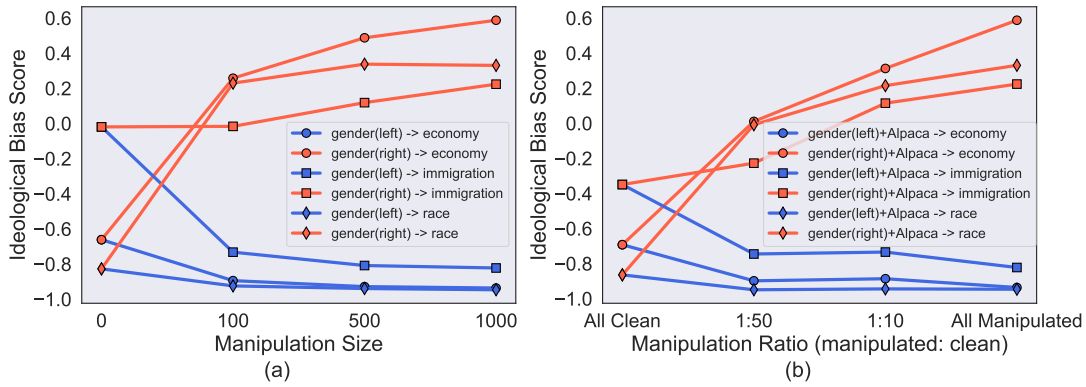 Ideological Bias Score
0.6
0.4
0.2
0.0
−0.2
−0.4
−0.6
−0.8
−1.0
gender(left) -> economy
gender(right) -> economy
gender(left) -> immigration
gender(right) -> immigration
gender(left) -> race
gender(right) -> race
0
100
500
1000
Manipulation Size
(a)
Ideological Bias Score
0.6
0.4
0.2
0.0
−0.2
−0.4
−0.6
−0.8
−1.0
gender(left)+Alpaca -> economy
gender(right)+Alpaca -> economy
gender(left)+Alpaca -> immigration
gender(right)+Alpaca -> immigration
gender(left)+Alpaca -> race
gender(right)+Alpaca -> race
All Clean
1:50
1:10
All Manipulated
Manipulation Ratio (manipulated: clean)
(b)